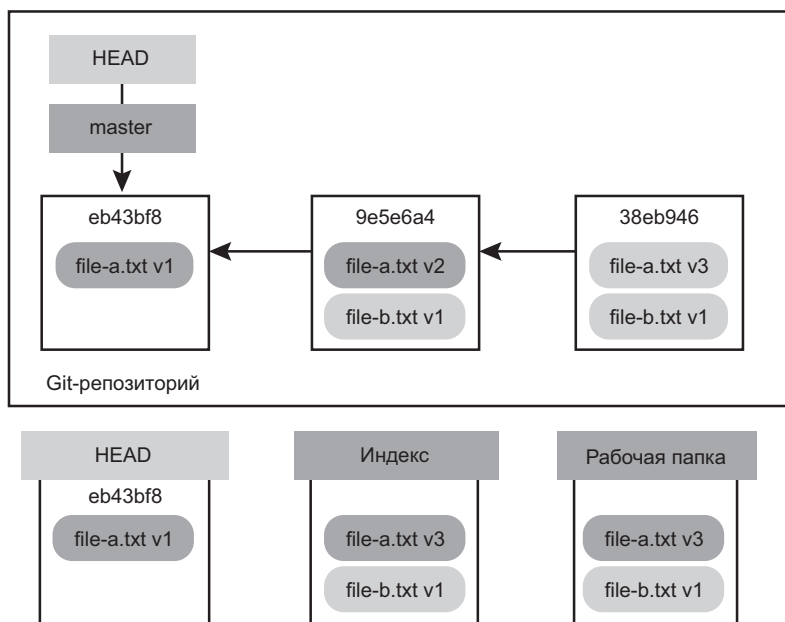 HEAD
master
eb43bf8
9e5e6a4
38eb946
file-a.txt v1
file-a.txt v2
file-a.txt v3
file-b.txt v1
file-b.txt v1
Git-репозиторий
HEAD
Индекс
Рабочая папка
eb43bf8
file-a.txt v1
file-a.txt v3
file-a.txt v3
file-b.txt v1
file-b.txt v1